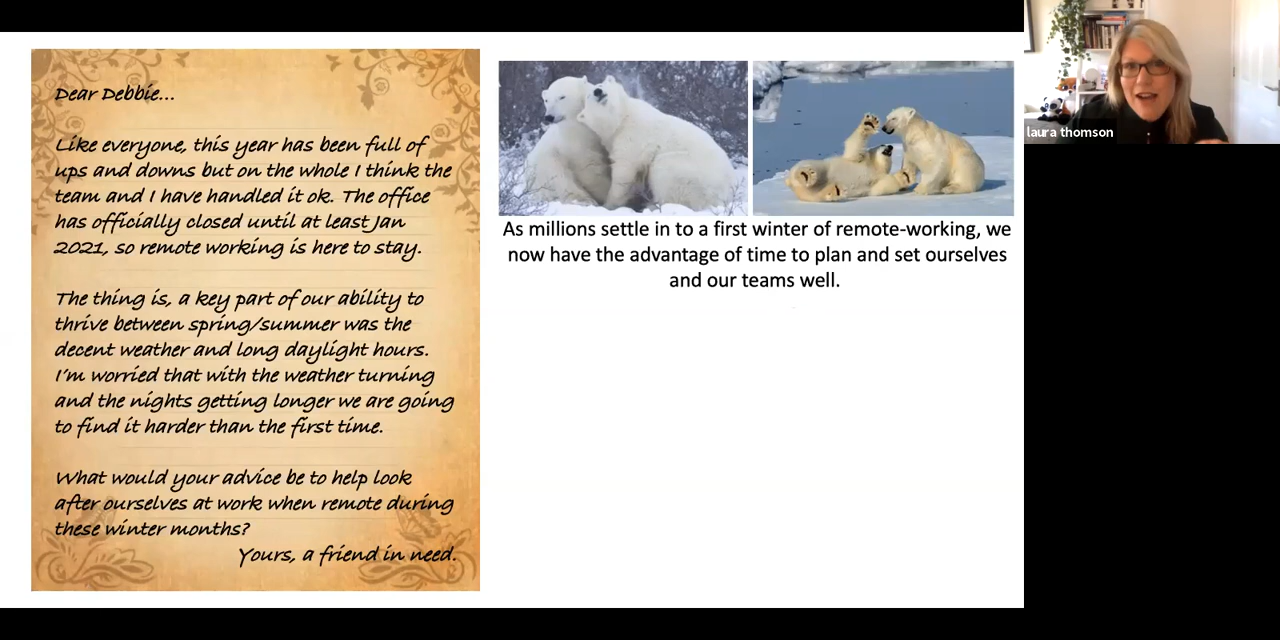 Dear Debbie...
Like everyone, this year has been full of
ups and downs but on the whole I think the
team and I have handled it ok. The office
has officially closed until at least Jan
2021, so remote working is here to stay.
The thing is, a key part of our ability to
thrive between spring/summer was the
decent weather and long daylight hours.
I'm worried that with the weather turning
and the nights getting longer we are going
to find it harder than the first time.
What would your advice be to help look
after ourselves at work when remote during
these winter months?
Yours, a friend in need.
As millions settle in to a first winter of remote-working, we
now have the advantage of time to plan and set ourselves
and our teams well.
laura thomson